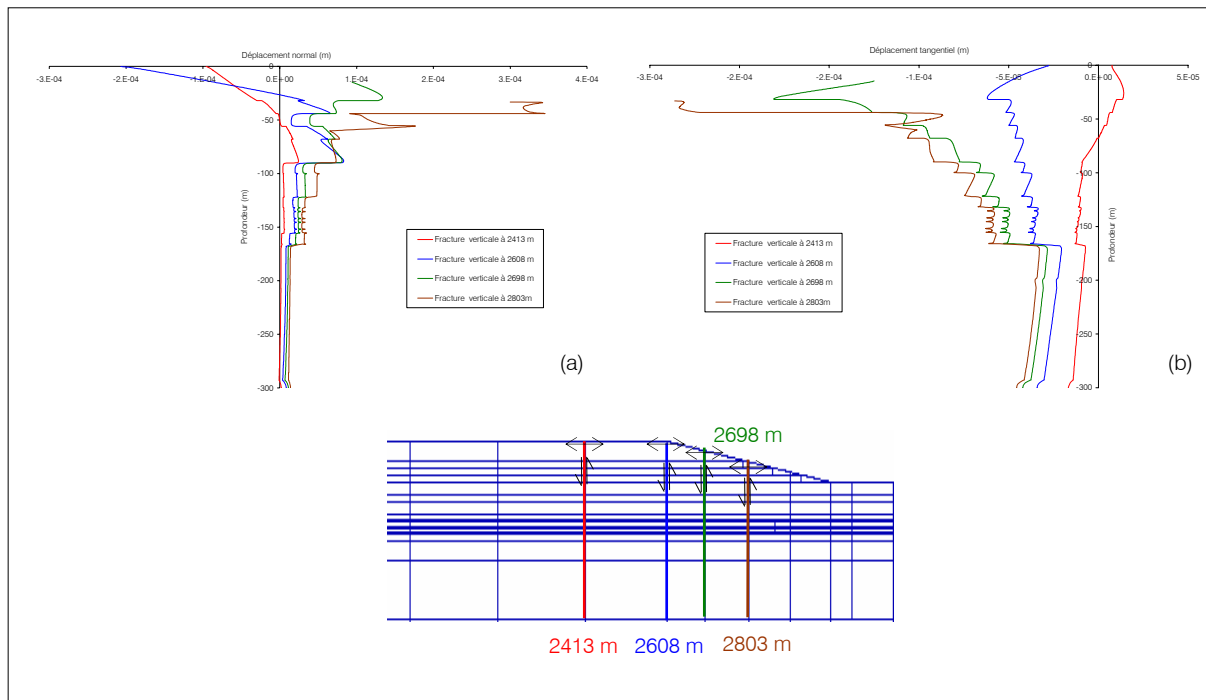 Déplacement normal (m)
-3.E-04
-2.E-04
-1.E-04
0.E+00
1.E-04
2.E-04
3.E-04
4.E-04
0
-50
-100
-150
-200
-250
-300
Profondeur (m)
Fracture verticale à 2413 m
Fracture verticale à 2608 m
Fracture verticale à 2698 m
Fracture verticale à 2803m
(a)
Déplacement tangentiel (m)
-3.E-04
-2.E-04
-2.E-04
-1.E-04
-5.E-05
0.E+00
5.E-05
0
-50
-100
-150
-200
-250
-300
Profondeur (m)
Fracture verticale à 2413 m
Fracture verticale à 2608 m
Fracture verticale à 2698 m
Fracture verticale à 2803m
(b)
2698 m
2413 m
2608 m
2803 m